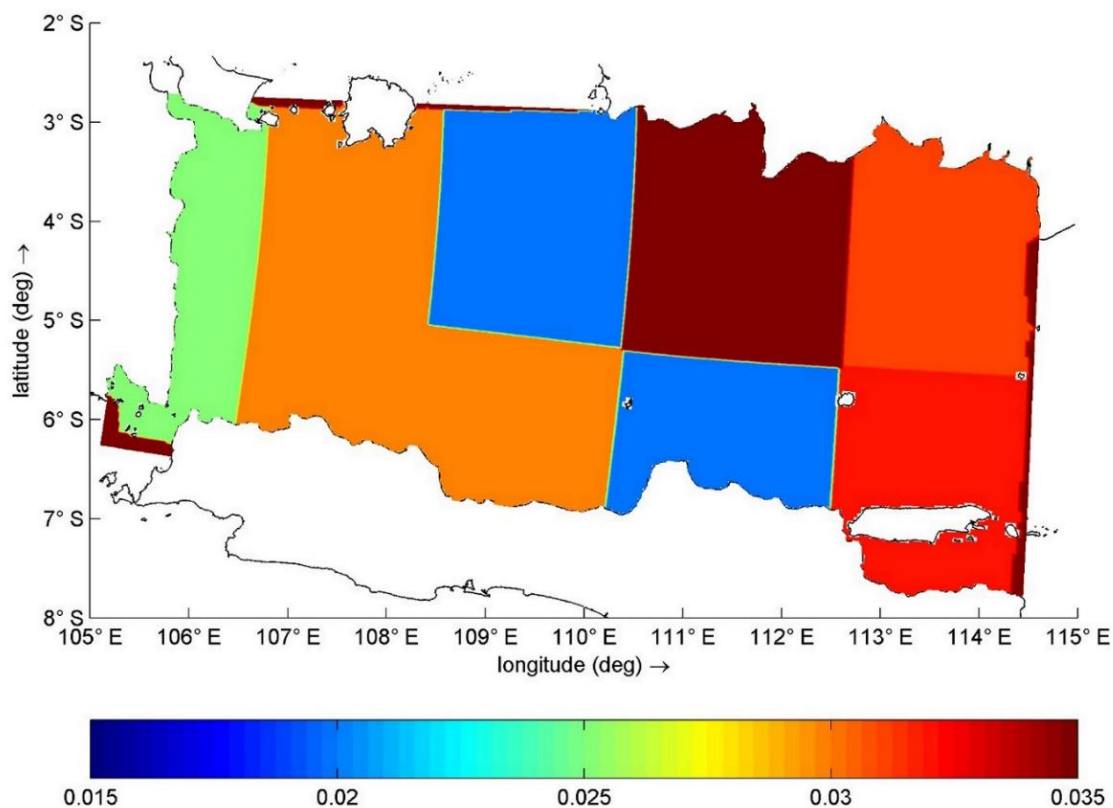 2° S
3° S
4° S
5° S
6° S
7° S
8° S
latitude (deg) →
105° E 106° E 107° E 108° E 109° E 110° E 111° E 112° E 113° E 114° E 115° E
longitude (deg) →
0.015 0.02 0.025 0.03 0.035